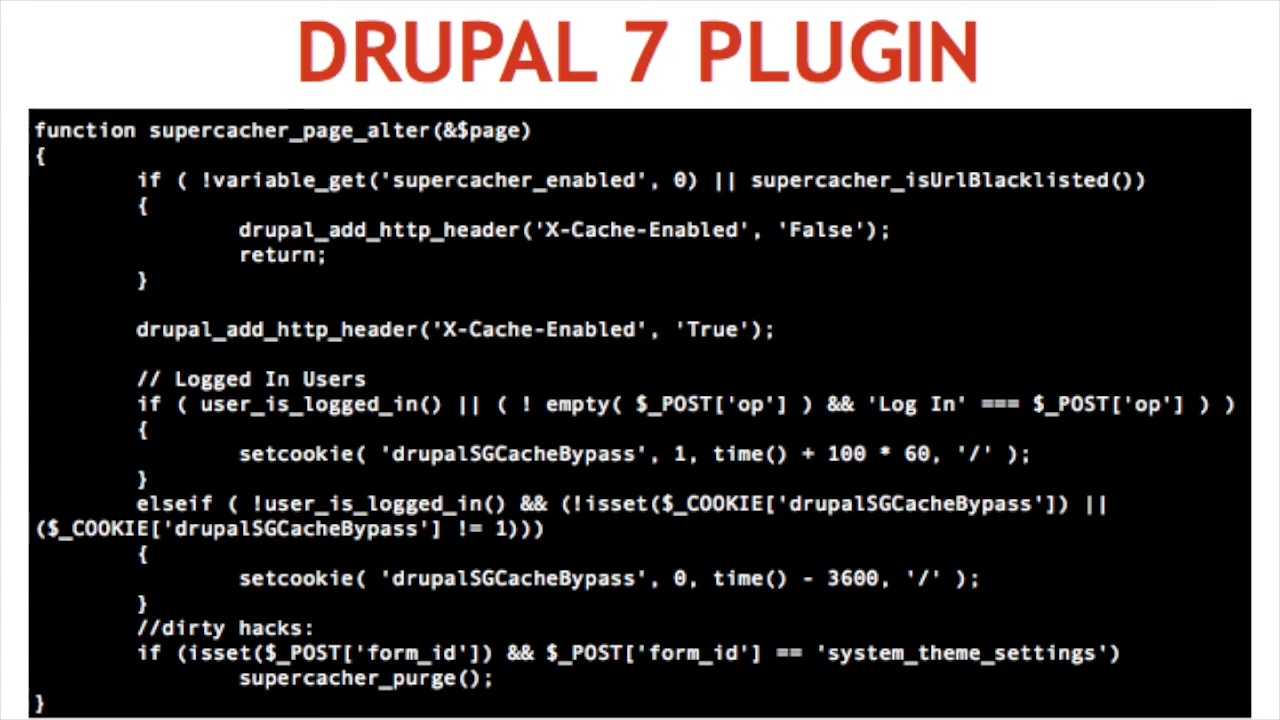 DRUPAL 7 PLUGIN
function supercacher_page_alter(&$page)
{
if ( !variable_get('supercacher_enabled', 0) || supercacher_isUrlBlacklisted())
{
drupal_add_http_header('X-Cache-Enabled', 'False');
return;
}
drupal_add_http_header('X-Cache-Enabled', 'True');
// Logged In Users
if ( user_is_logged_in() || ( ! empty( $_POST['op'] ) && 'Log In' === $_POST['op'] ) )
{
setcookie( 'drupalSGCacheBypass', 1, time() + 100 * 60, '/' );
}
elseif ( !user_is_logged_in() && (!isset($_COOKIE['drupalSGCacheBypass']) ||
($_COOKIE['drupalSGCacheBypass'] != 1)))
{
setcookie( 'drupalSGCacheBypass', 0, time() - 3600, '/' );
}
//dirty hacks:
if (isset($_POST['form_id']) && $_POST['form_id'] == 'system_theme_settings')
supercacher_purge();
}